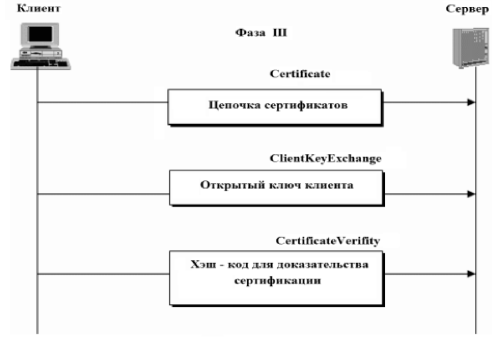 Клиент
Сервер
Фаза III
Certificate
Цепочка сертификатов
ClientKeyExchange
Открытый ключ клиента
CertificateVerifity
Хэш - код для доказательства
сертификации